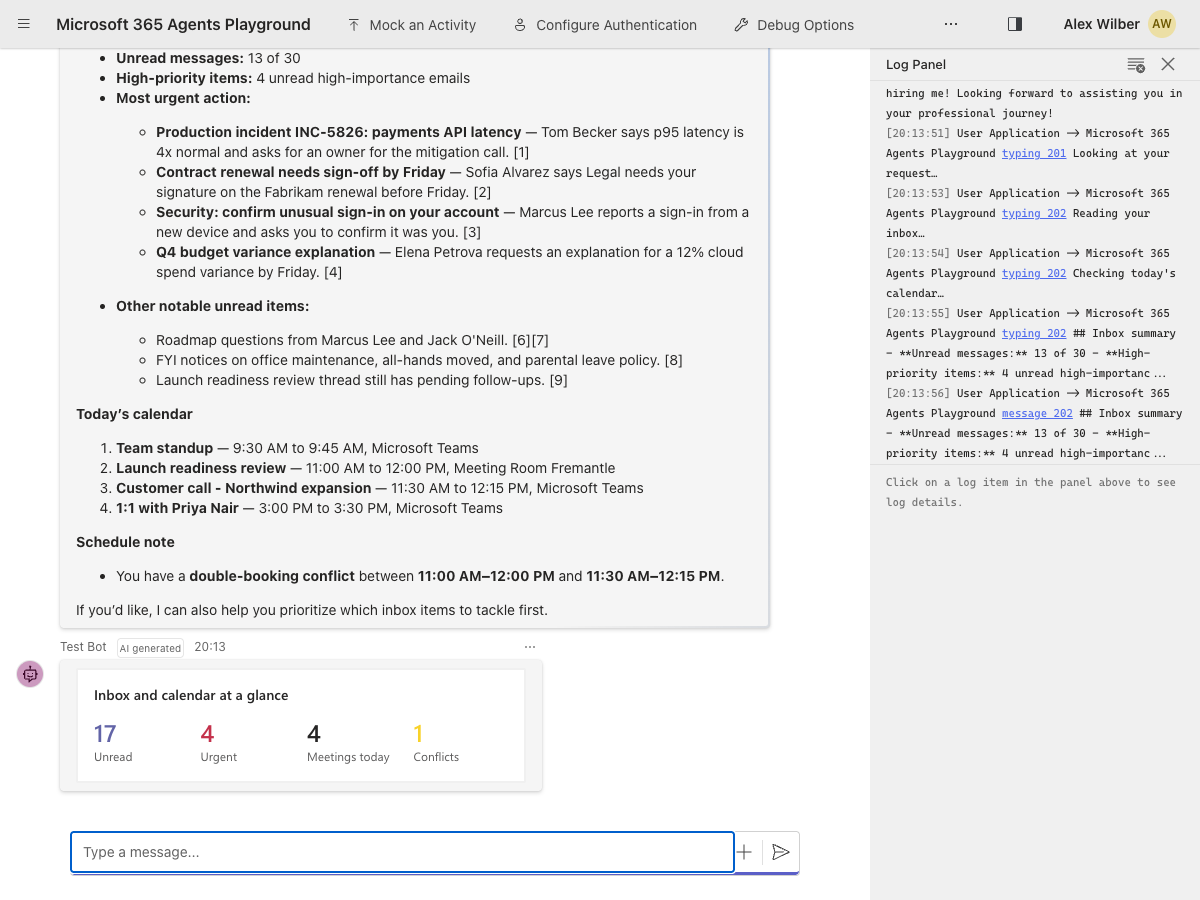 Microsoft 365 Agents Playground
Mock an Activity
Configure Authentication
Debug Options
Alex Wilber
AW
Unread messages: 13 of 30
High-priority items: 4 unread high-importance emails
Most urgent action:
Production incident INC-5826: payments API latency — Tom Becker says p95 latency is
4x normal and asks for an owner for the mitigation call. [1]
Contract renewal needs sign-off by Friday — Sofia Alvarez says Legal needs your
signature on the Fabrikam renewal before Friday. [2]
Security: confirm unusual sign-in on your account — Marcus Lee reports a sign-in from a
new device and asks you to confirm it was you. [3]
Q4 budget variance explanation — Elena Petrova requests an explanation for a 12% cloud
spend variance by Friday. [4]
Other notable unread items:
Roadmap questions from Marcus Lee and Jack O'Neill. [6][7]
FYI notices on office maintenance, all-hands moved, and parental leave policy. [8]
Launch readiness review thread still has pending follow-ups. [9]
Today’s calendar
1. Team standup — 9:30 AM to 9:45 AM, Microsoft Teams
2. Launch readiness review — 11:00 AM to 12:00 PM, Meeting Room Fremantle
3. Customer call - Northwind expansion — 11:30 AM to 12:15 PM, Microsoft Teams
4. 1:1 with Priya Nair — 3:00 PM to 3:30 PM, Microsoft Teams
Schedule note
You have a double-booking conflict between 11:00 AM–12:00 PM and 11:30 AM–12:15 PM.
If you’d like, I can also help you prioritize which inbox items to tackle first.
Test Bot AI generated 20:13
Inbox and calendar at a glance
17 4 4 1
Unread Urgent Meetings today Conflicts
Type a message...
Log Panel
hiring me! Looking forward to assisting you in
your professional journey!
[20:13:51] User Application → Microsoft 365
Agents Playground typing 201 Looking at your
request…
[20:13:53] User Application → Microsoft 365
Agents Playground typing 202 Reading your
inbox…
[20:13:54] User Application → Microsoft 365
Agents Playground typing 202 Checking today's
calendar…
[20:13:55] User Application → Microsoft 365
Agents Playground typing 202 ## Inbox summary
- **Unread messages:** 13 of 30 - **High-
priority items:** 4 unread high-importanc...
[20:13:56] User Application → Microsoft 365
Agents Playground message 202 ## Inbox summary
- **Unread messages:** 13 of 30 - **High-
priority items:** 4 unread high-importanc...
Click on a log item in the panel above to see
log details.